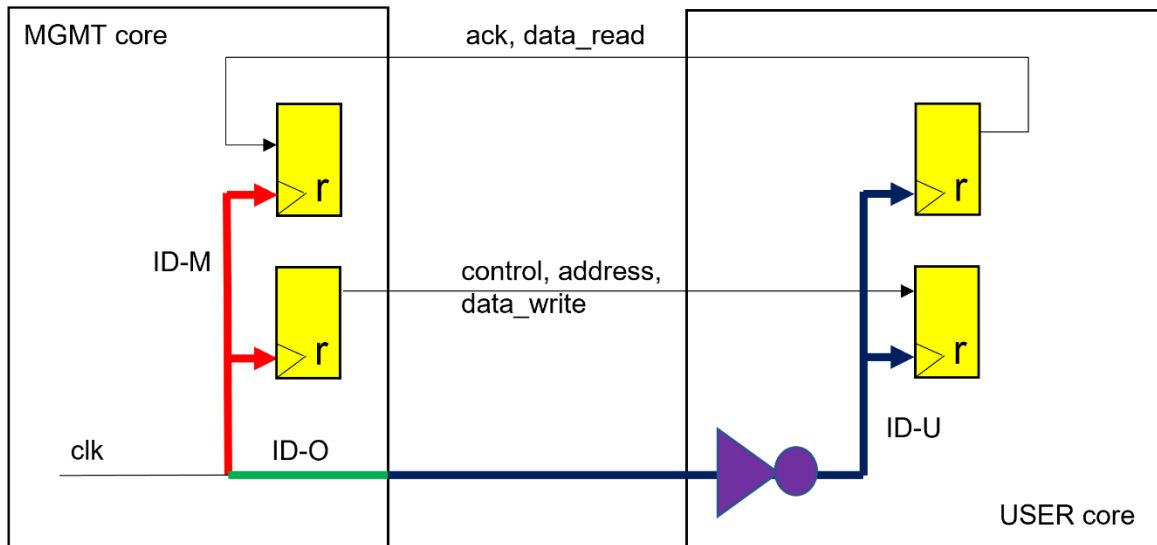 MGMT core
ack, data_read
r
r
ID-M
control, address,
data_write
r
r
clk
ID-O
ID-U
USER core